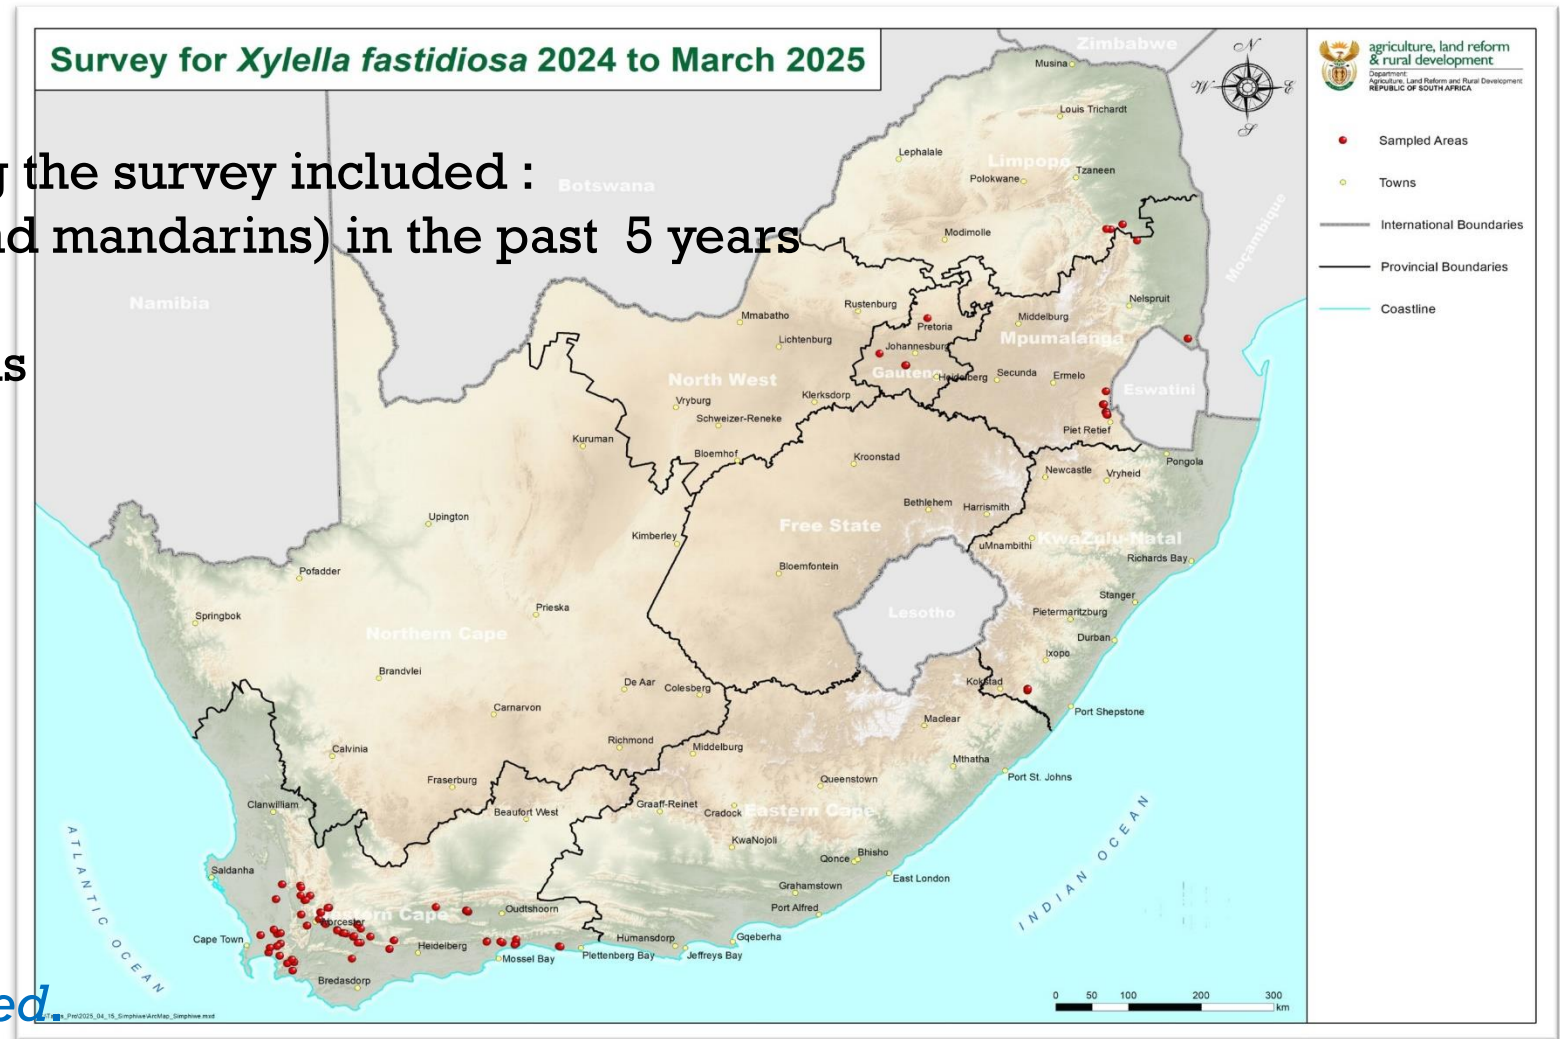 Survey for Xylella fastidiosa 2024 to March 2025
g the survey included :
nd mandarins) in the past 5 years
ns
ed.
agriculture, land reform
& rural development
Department:
Agriculture, Land Reform and Rural Development
REPUBLIC OF SOUTH AFRICA
Sampled Areas
Towns
International Boundaries
Provincial Boundaries
Coastline
N
W
E
S
Zimbabwe
Musina
Louis Trichardt
Lephalale
Limpopo
Polokwane
Tzaneen
Botswana
Modimolle
Moçambique
Namibia
Rustenburg
Nelspruit
Mmabatho
Pretoria
Middelburg
Lichtenburg
Johannesburg
Mpumalanga
North West
Gauteng
Heidelberg
Secunda
Ermelo
Eswatini
Klerksdorp
Vryburg
Schweizer-Reneke
Piet Retief
Kuruman
Bloemhof
Kroonstad
Pongola
Newcastle
Vryheid
Bethlehem
Harrismith
Upington
Free State
Kimberley
uMnambithi
KwaZulu-Natal
Richards Bay
Pofadder
Bloemfontein
Stanger
Springbok
Prieska
Lesotho
Pietermaritzburg
Northern Cape
Durban
Ixopo
Brandvlei
De Aar
Colesberg
Kokstad
Carnarvon
Maclear
Port Shepstone
Calvinia
Richmond
Middelburg
Mthatha
Fraserburg
Queenstown
Port St. Johns
Clanwilliam
Beaufort West
Graaff-Reinet
Cradock
Eastern Cape
KwaNojoli
Saldanha
Qonce
Bhisho
East London
Grahamstown
Oudtshoorn
Port Alfred
Cape
Worcester
Cape Town
Heidelberg
Humansdorp
Gqeberha
Mossel Bay
Plettenberg Bay
Jeffreys Bay
Bredasdorp
ATLANTIC OCEAN
INDIAN OCEAN
0 50 100 200 300
km